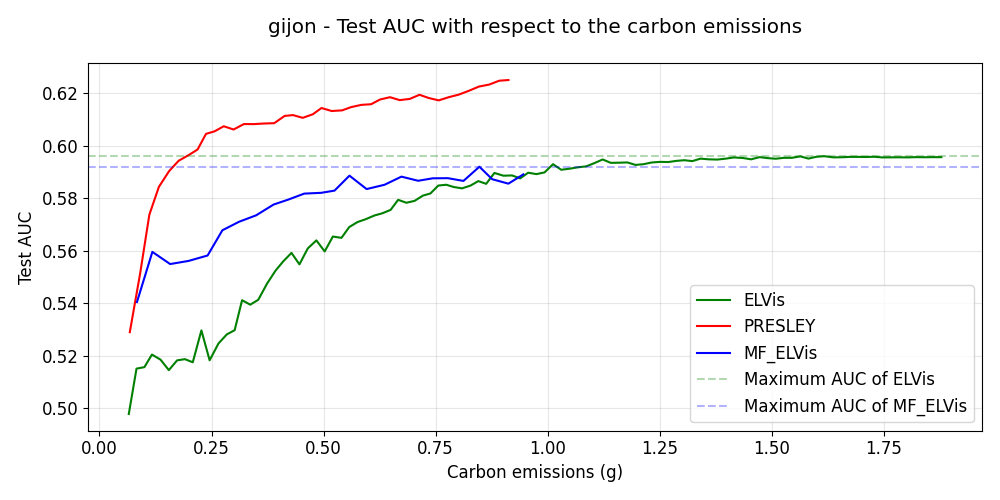 gijon - Test AUC with respect to the carbon emissions
Test AUC
0.62
0.60
0.58
0.56
0.54
0.52
0.50
ELVis
PRESLEY
MF_ELVis
Maximum AUC of ELVis
Maximum AUC of MF_ELVis
0.00 0.25 0.50 0.75 1.00 1.25 1.50 1.75
Carbon emissions (g)